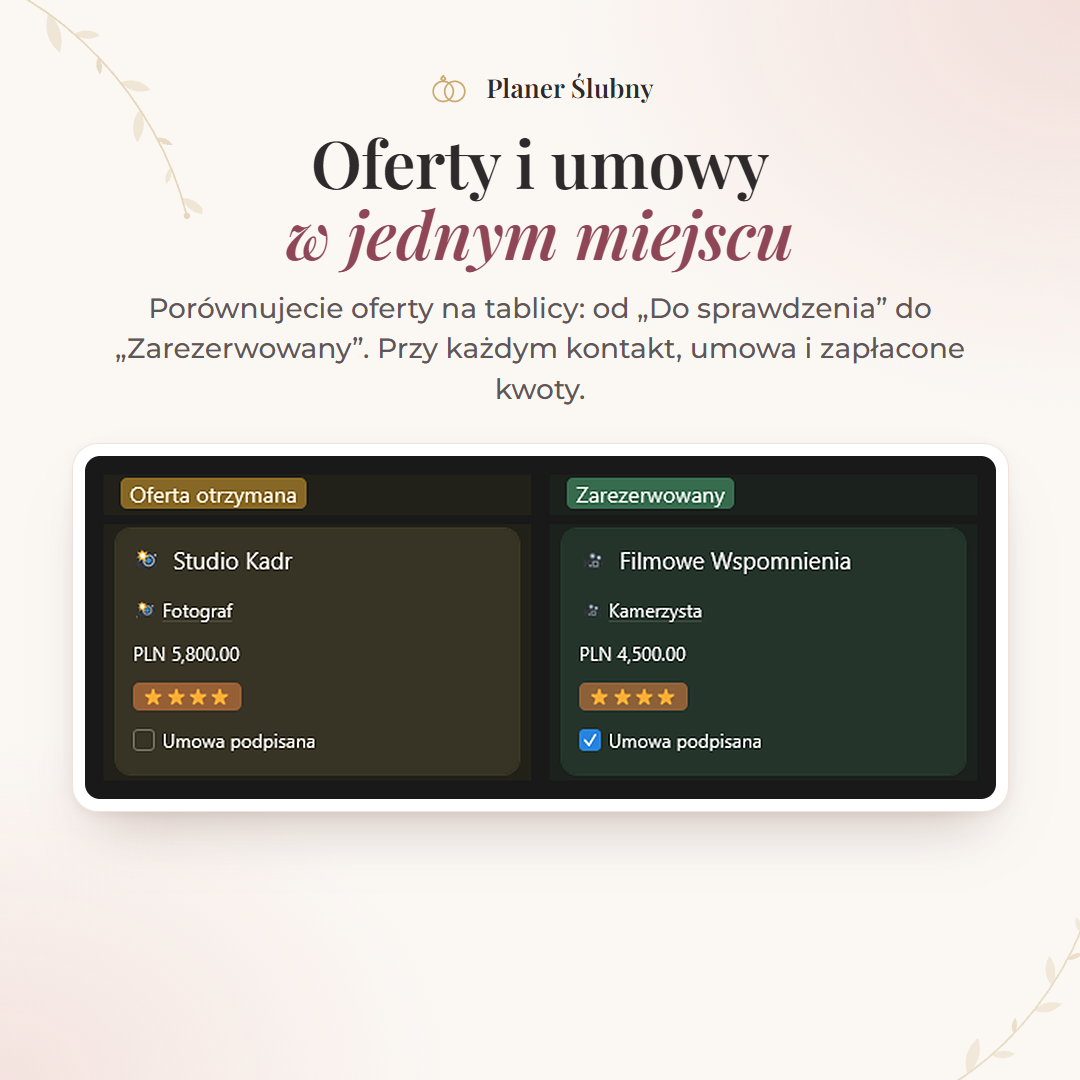 Planer Ślubny
Oferty i umowy
w jednym miejscu
Porównujecie oferty na tablicy: od „Do sprawdzenia” do
„Zarezerwowany”. Przy każdym kontakt, umowa i zapłacone
kwoty.
Oferta otrzymana
Studio Kadr
Fotograf
PLN 5,800.00
Umowa podpisana
Zarezerwowany
Filmowe Wspomnienia
Kamerzysta
PLN 4,500.00
Umowa podpisana